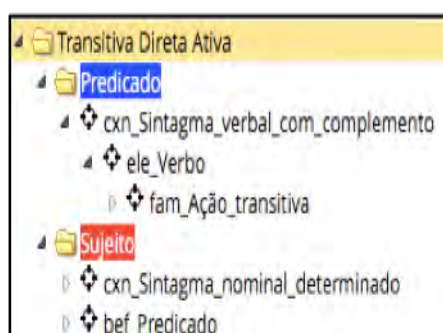 Transitiva Direta Ativa
Predicado
cxn_Sintagma_verbal_com_complemento
ele_Verbo
fam_Ação_transitiva
Sujeito
cxn_Sintagma_nominal_determinado
bef_Predicado